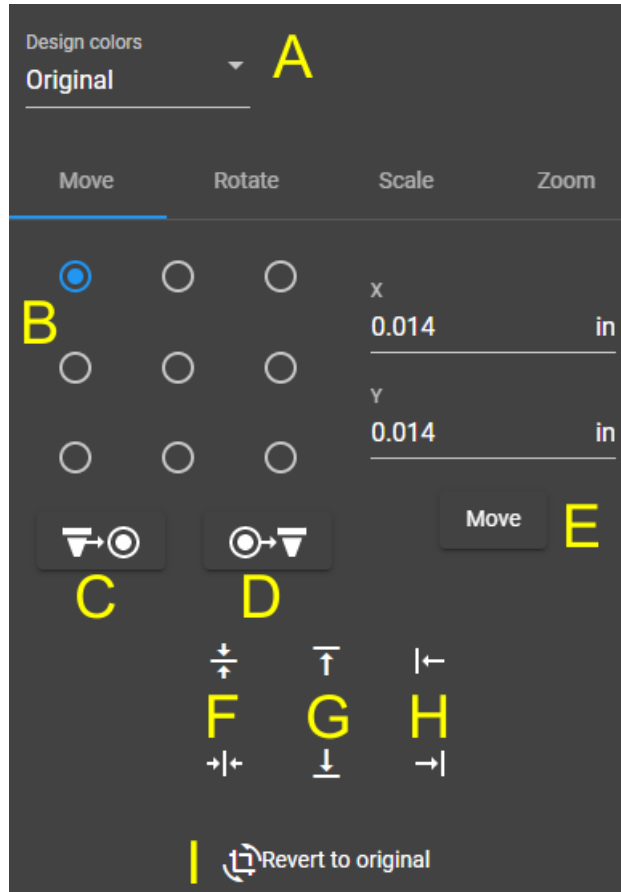 Design colors
Original A
Move Rotate Scale Zoom
B
X
0.014 in
Y
0.014 in
Move E
C D
F G H
I Revert to original